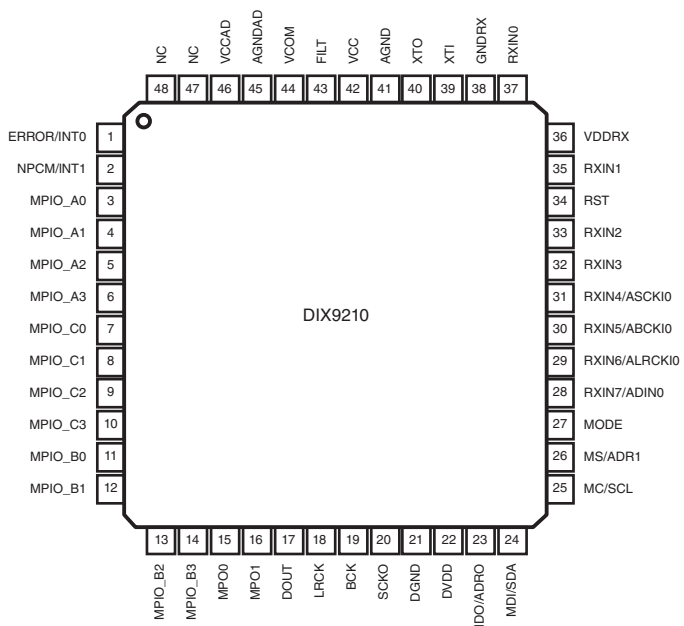 NC NC VCCAD AGNDAD VCOM FILT VCC AGND XTO XTI GNDRX RXIN0
48 47 46 45 44 43 42 41 40 39 38 37
ERROR/INT0 1
36 VDDRX
NPCM/INT1 2
35 RXIN1
MPIO_A0 3
34 RST
MPIO_A1 4
33 RXIN2
MPIO_A2 5
32 RXIN3
MPIO_A3 6
31 RXIN4/ASCKI0
DIX9210
MPIO_C0 7
30 RXIN5/ABCKI0
MPIO_C1 8
29 RXIN6/ALRCKI0
MPIO_C2 9
28 RXIN7/ADIN0
MPIO_C3 10
27 MODE
MPIO_B0 11
26 MS/ADR1
MPIO_B1 12
25 MC/SCL
13 14 15 16 17 18 19 20 21 22 23 24
MPIO_B2 MPIO_B3 MPO0 MPO1 DOUT LRCK BCK SCKO DGND DVDD DO/ADRO MDI/SDA